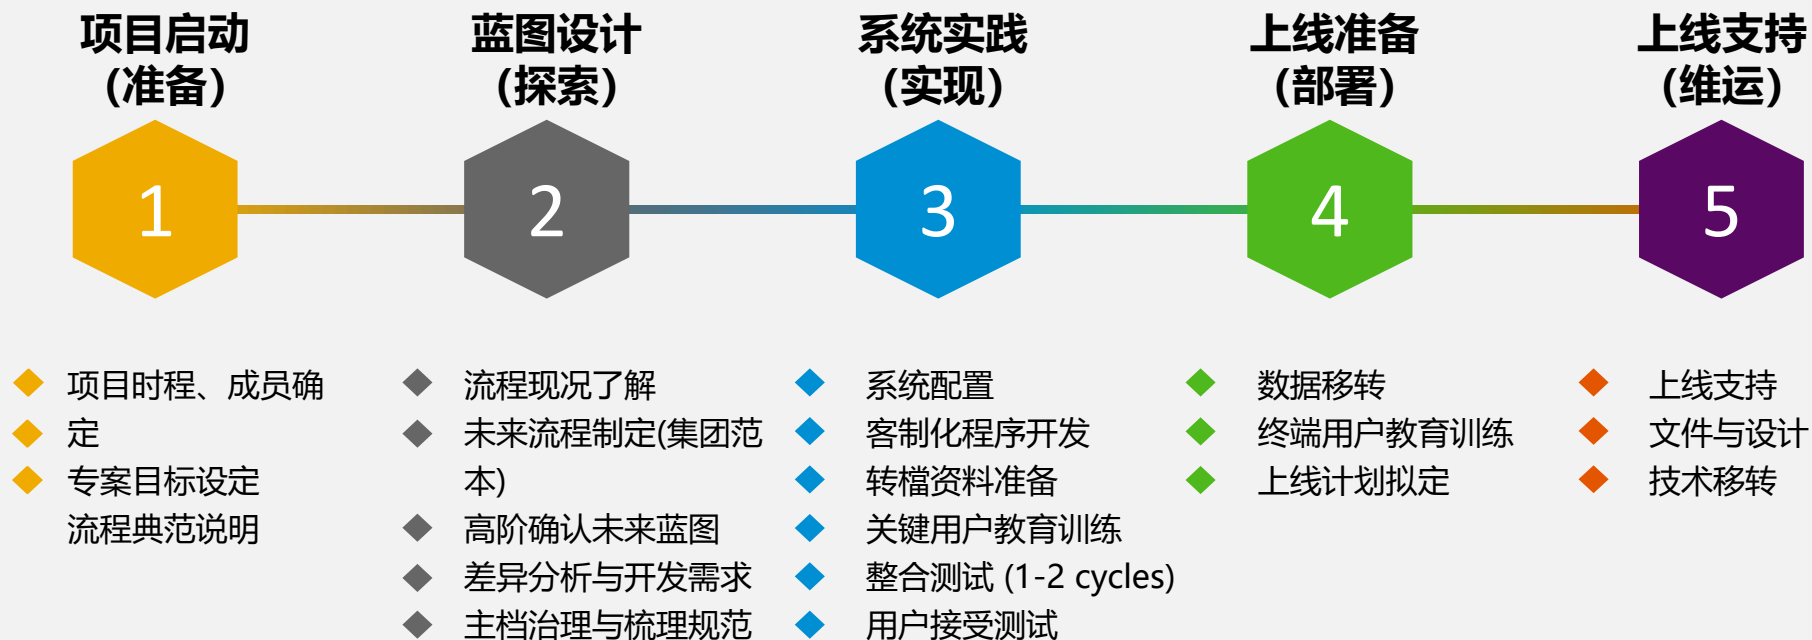 项目启动
(准备)
蓝图设计
(探索)
系统实践
(实现)
上线准备
(部署)
上线支持
(维运)
1
2
3
4
5
项目时程、成员确
定
专案目标设定
流程典范说明
流程现况了解
未来流程制定(集团范
本)
高阶确认未来蓝图
差异分析与开发需求
主档治理与梳理规范
系统配置
客制化程序开发
转檔资料准备
关键用户教育训练
整合测试 (1-2 cycles)
用户接受测试
数据移转
终端用户教育训练
上线计划拟定
上线支持
文件与设计
技术移转